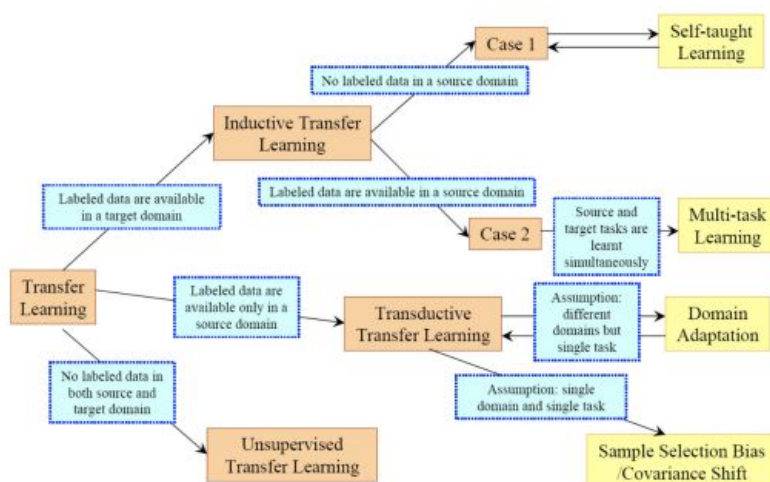 Case 1
Self-taught
Learning
No labeled data in a source domain
Inductive Transfer
Learning
Labeled data are available
in a target domain
Labeled data are available in a source domain
Case 2
Source and
target tasks are
learnt
simultaneously
Multi-task
Learning
Transfer
Learning
Labeled data are
available only in a
source domain
Transductive
Transfer Learning
Assumption:
different
domains but
single task
Domain
Adaptation
No labeled data in
both source and
target domain
Assumption: single
domain and single task
Unsupervised
Transfer Learning
Sample Selection Bias
/Covariance Shift